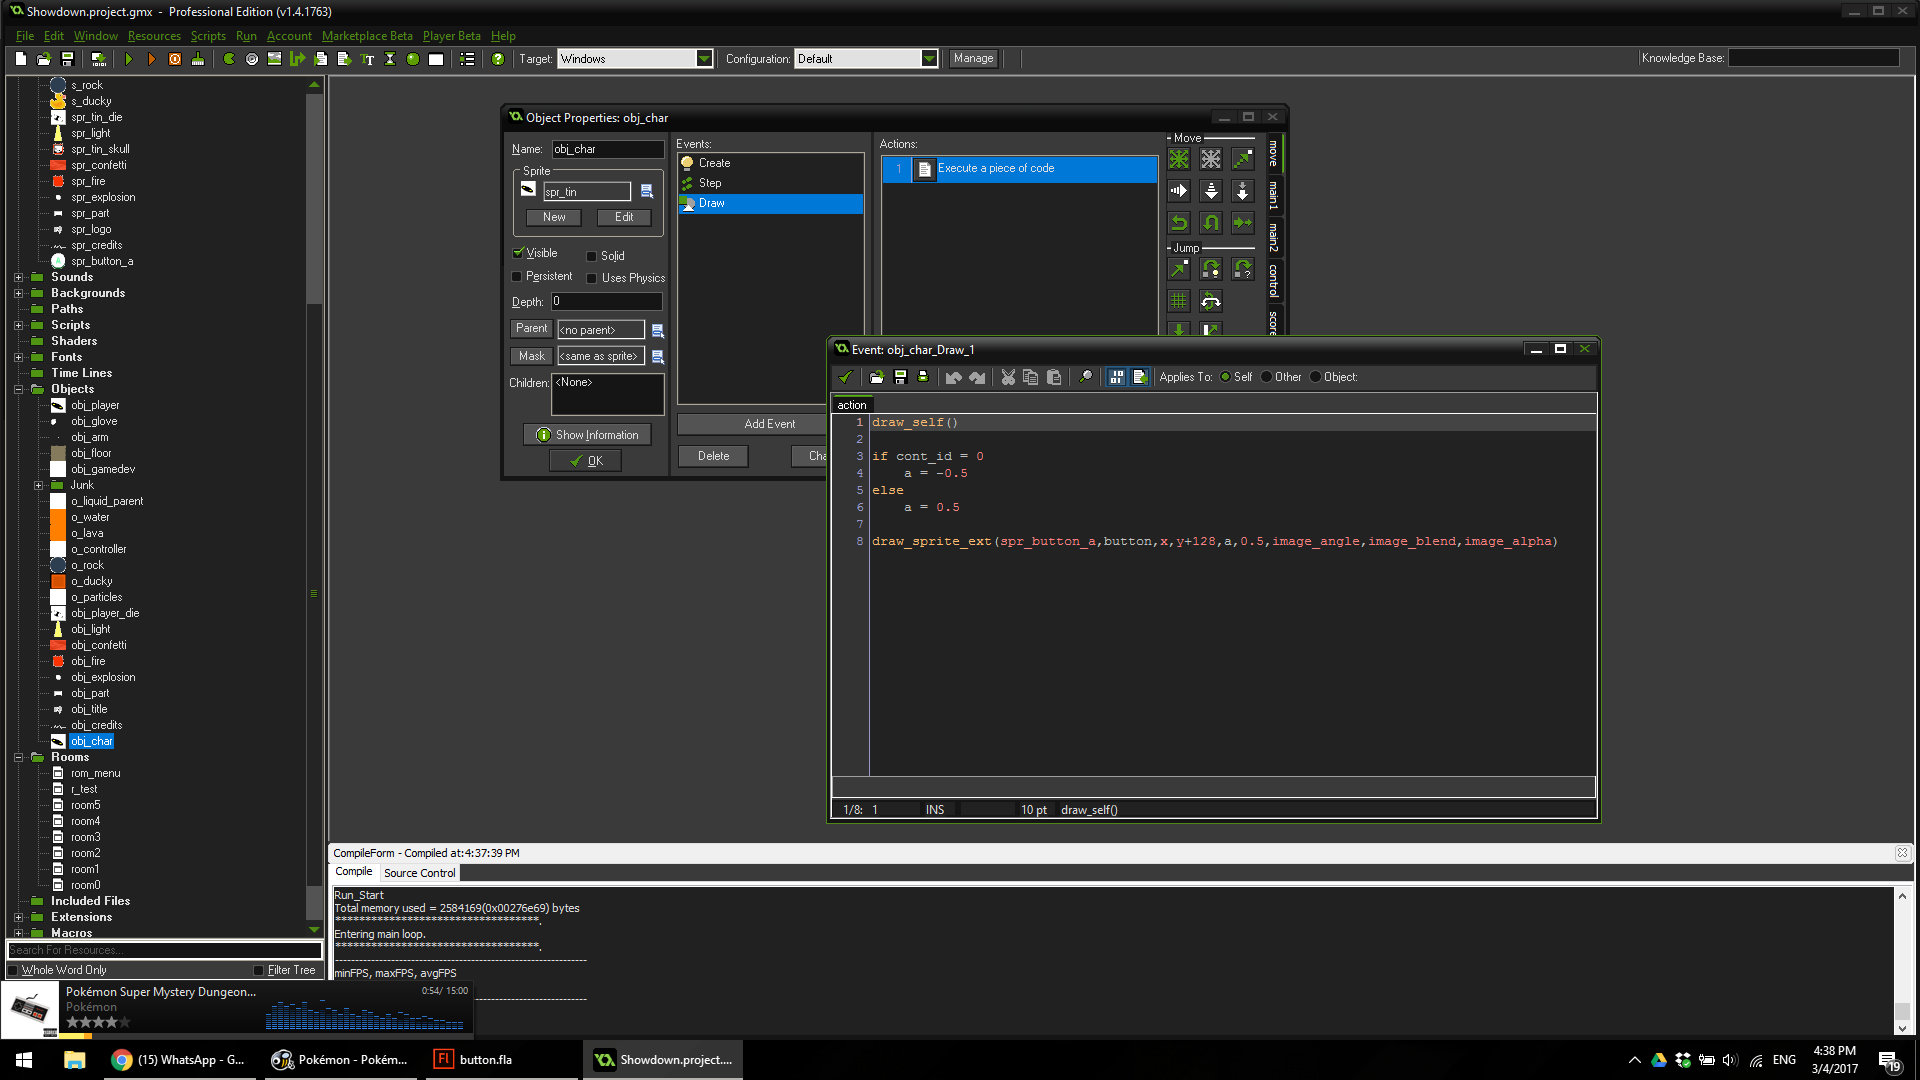 Showdown.project.gmx - Professional Edition (v1.4.1763)
File Edit Window Resources Scripts Run Account Marketplace Beta Player Beta Help
Target: Windows Configuration: Default Manage Knowledge Base:
s_rock
s_ducky
spr_tin_die
spr_light
spr_tin_skull
spr_confetti
spr_fire
spr_explosion
spr_part
spr_logo
spr_credits
spr_button_a
Sounds
Backgrounds
Paths
Scripts
Shaders
Fonts
Time Lines
Objects
obj_player
obj_glove
obj_arm
obj_floor
obj_gamedev
Junk
o_liquid_parent
o_water
o_lava
o_controller
o_rock
o_ducky
o_particles
obj_player_die
obj_light
obj_confetti
obj_fire
obj_explosion
obj_part
obj_title
obj_credits
obj_char
Rooms
rom_menu
r_test
room5
room4
room3
room2
room1
room0
Included Files
Extensions
Macros
Search For Resources...
Whole Word Only Filter Tree
Object Properties: obj_char
Name: obj_char
Sprite
spr_tin
New Edit
Visible Solid
Persistent Uses Physics
Depth: 0
Parent <no parent>
Mask <same as sprite>
Children: <None>
Show Information
OK
Events:
Create
Step
Draw
Add Event
Delete Cha
Actions:
1 Execute a piece of code
Move
Jump
move
main1
main2
control
score
Event: obj_char_Draw_1
Applies To: Self Other Object:
action
1 draw_self()
2
3 if cont_id = 0
4 a = -0.5
5 else
6 a = 0.5
7
8 draw_sprite_ext(spr_button_a,button,x,y+128,a,0.5,image_angle,image_blend,image_alpha)
1/8: 1 INS 10 pt draw_self()
CompileForm - Compiled at:4:37:39 PM
Compile Source Control
Run_Start
Total memory used = 2584169(0x00276e69) bytes
**********************************.
Entering main loop.
**********************************.
minFPS, maxFPS, avgFPS
Pokémon Super Mystery Dungeon... 0:54/ 15:00
Pokémon
(15) WhatsApp - G...
Pokémon - Pokém...
Fl button.fla
Showdown.project....
ENG
4:38 PM
3/4/2017
19